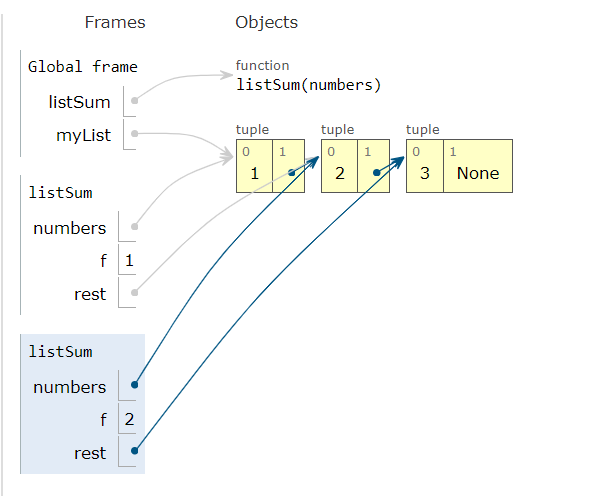 Frames Objects
Global frame
listSum
myList
function
listSum(numbers)
tuple tuple tuple
0 1 0 1 0 1
1 2 3 None
listSum
numbers
f 1
rest
listSum
numbers
f 2
rest